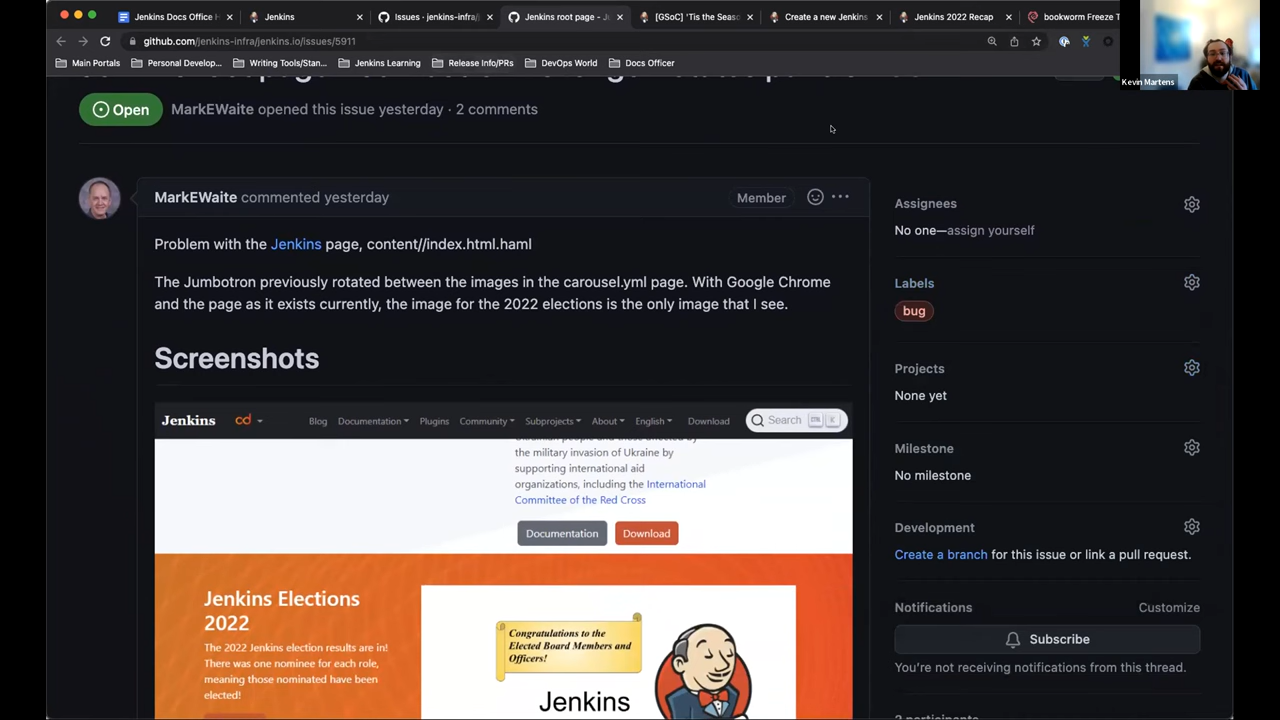 Jenkins Docs Office H
Jenkins
Issues · jenkins-infra/
Jenkins root page - J
[GSoC] 'Tis the Seaso
Create a new Jenkins
Jenkins 2022 Recap
bookworm Freeze T
github.com/jenkins-infra/jenkins.io/issues/5911
Main Portals
Personal Develop...
Writing Tools/Stan...
Jenkins Learning
Release Info/PRs
DevOps World
Docs Officer
Kevin Martens
Open
MarkEWaite opened this issue yesterday · 2 comments
MarkEWaite commented yesterday
Member
Problem with the Jenkins page, content//index.html.haml
The Jumbotron previously rotated between the images in the carousel.yml page. With Google Chrome
and the page as it exists currently, the image for the 2022 elections is the only image that I see.
Screenshots
Jenkins
cd
Blog
Documentation
Plugins
Community
Subprojects
About
English
Download
Search
K
the military invasion of Ukraine by
supporting international aid
organizations, including the International
Committee of the Red Cross
Documentation
Download
Jenkins Elections
2022
The 2022 Jenkins election results are in!
There was one nominee for each role,
meaning those nominated have been
elected!
Congratulations to the
Elected Board Members and
Officers!
Jenkins
Assignees
No one—assign yourself
Labels
bug
Projects
None yet
Milestone
No milestone
Development
Create a branch for this issue or link a pull request.
Notifications
Customize
Subscribe
You're not receiving notifications from this thread.